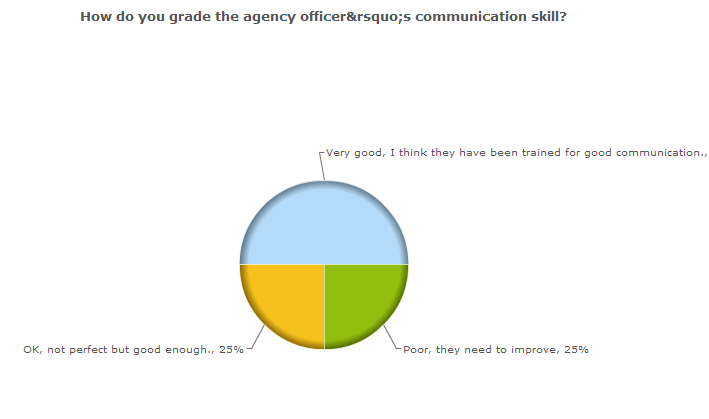 How do you grade the agency officer&rsquo;s communication skill?
Very good, I think they have been trained for good communication.,
OK, not perfect but good enough., 25%
Poor, they need to improve, 25%